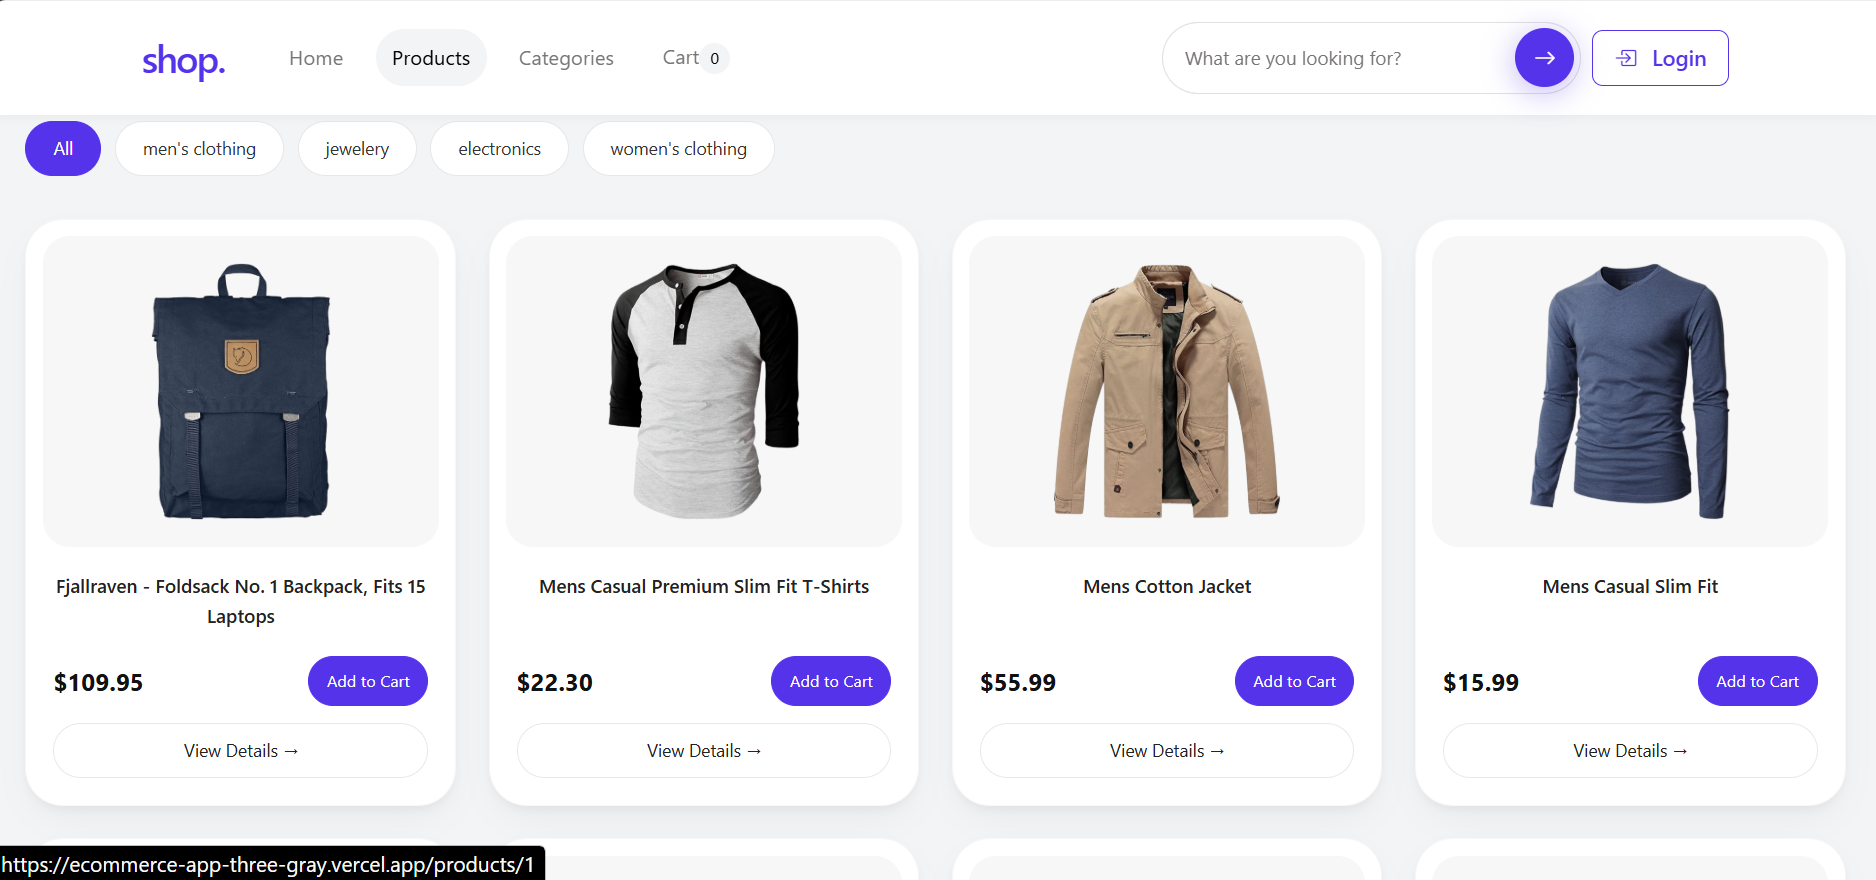 shop.
Home
Products
Categories
Cart 0
What are you looking for?
Login
All
men's clothing
jewelery
electronics
women's clothing
Fjallraven - Foldsack No. 1 Backpack, Fits 15
Laptops
$109.95
Add to Cart
View Details →
Mens Casual Premium Slim Fit T-Shirts
$22.30
Add to Cart
View Details →
Mens Cotton Jacket
$55.99
Add to Cart
View Details →
Mens Casual Slim Fit
$15.99
Add to Cart
View Details →
https://ecommerce-app-three-gray.vercel.app/products/1